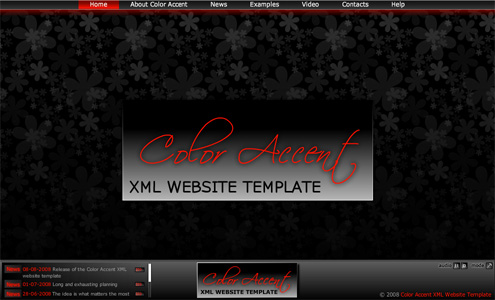 Home About Color Accent News Examples Video Contacts Help
Color Accent
XML WEBSITE TEMPLATE
News 02-08-2008 Release of the Color Accent XML
website template
News 01-07-2008 Long and exhausting planning
News 28-06-2008 The idea is what matters the most
Color Accent
XML WEBSITE TEMPLATE
© 2008 Color Accent XML Website Template